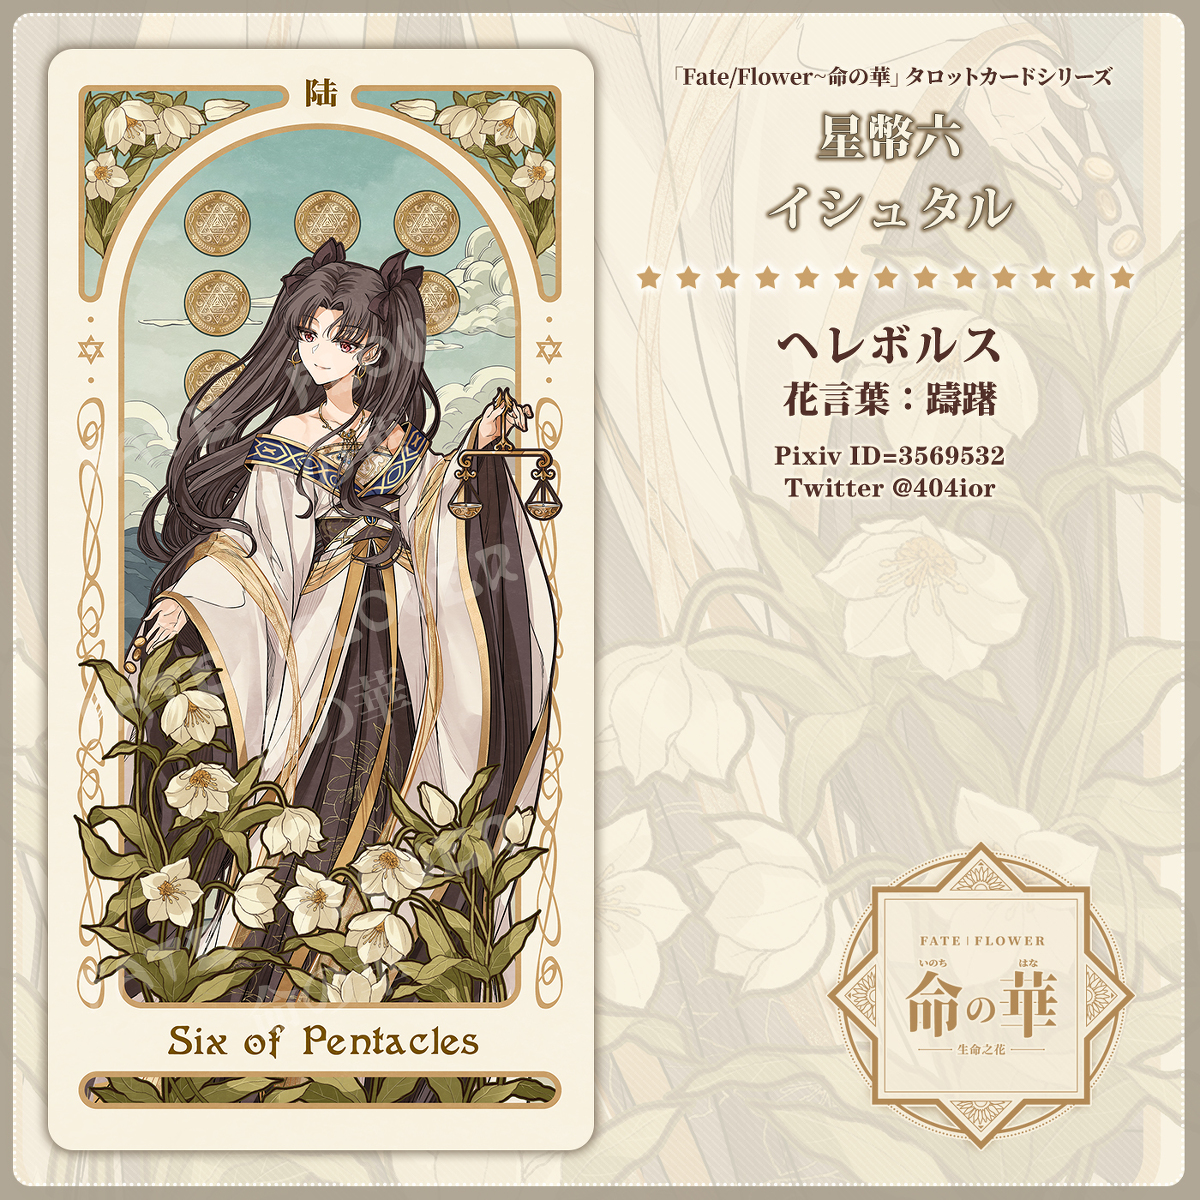 陸
Six of Pentacles
「Fate/Flower~命の華」タロットカードシリーズ
星幣六
イシュタル
ヘレボルス
花言葉：躊躇
Pixiv ID=3569532
Twitter @404ior
FATE | FLOWER
いのち はな
命の華
生命之花